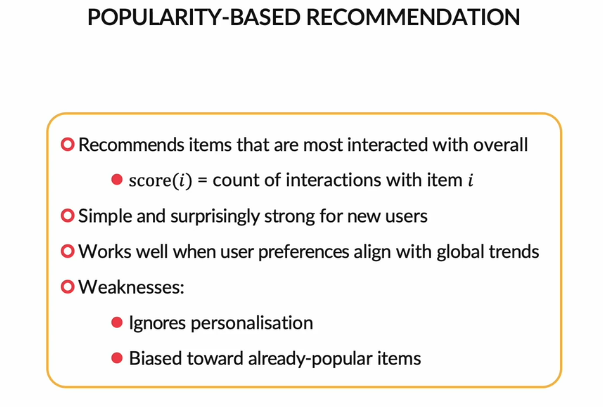 POPULARITY-BASED RECOMMENDATION
Recommends items that are most interacted with overall
score(i) = count of interactions with item i
Simple and surprisingly strong for new users
Works well when user preferences align with global trends
Weaknesses:
Ignores personalisation
Biased toward already-popular items